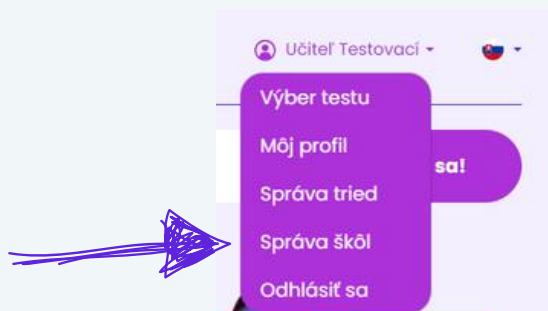 Učiteľ Testovací
Výber testu
Môj profil
sa!
Správa tried
Správa škôl
Odhlásiť sa